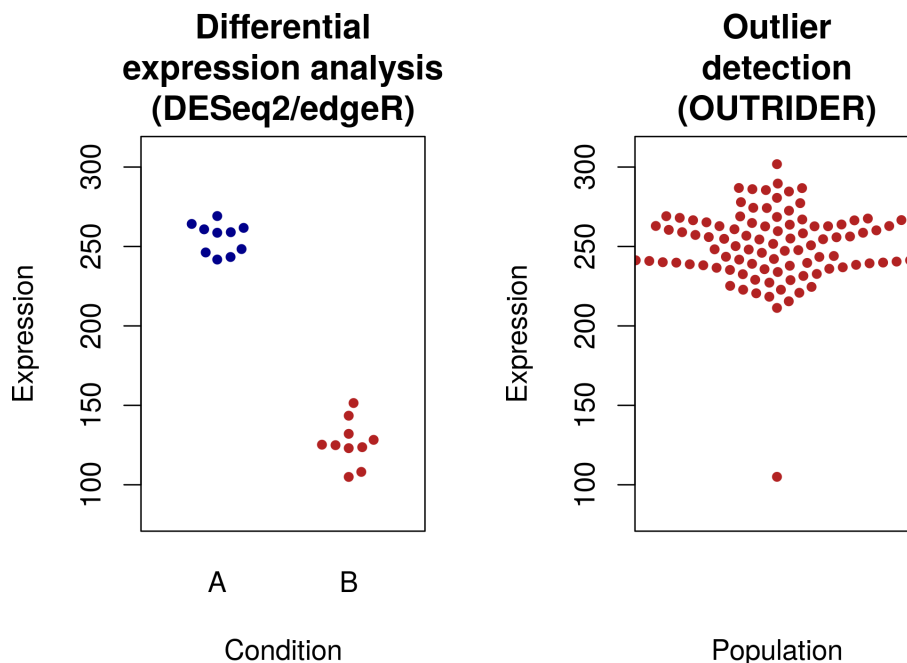 Differential
expression analysis
(DESeq2/edgeR)
Expression
300
250
200
150
100
A
B
Condition
Outlier
detection
(OUTRIDER)
Expression
300
250
200
150
100
Population